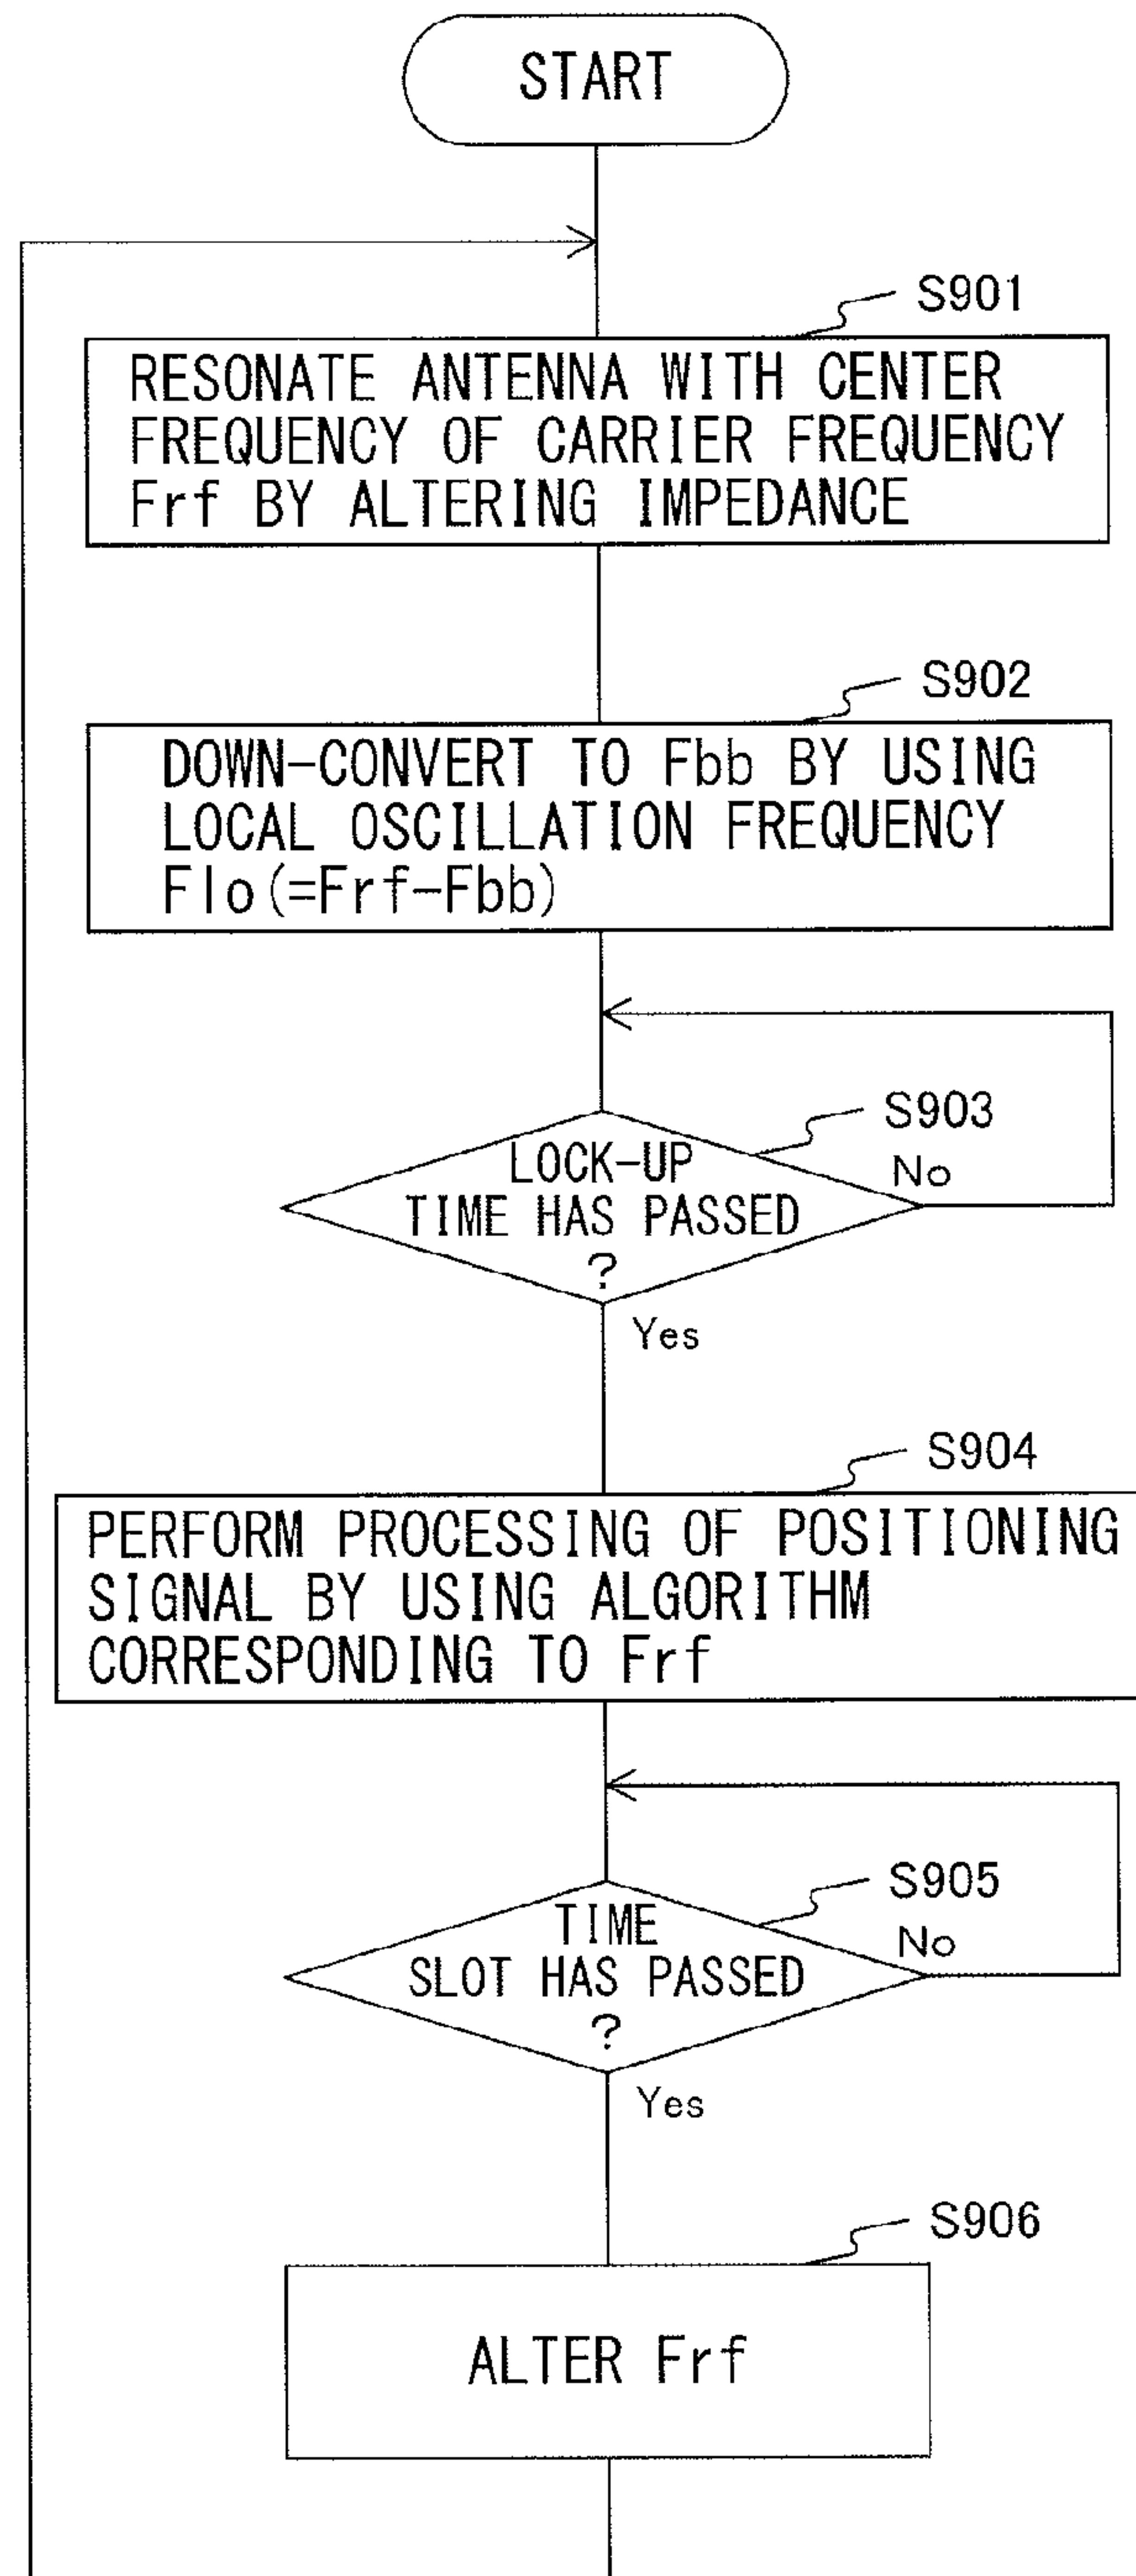 START
S901
RESONATE ANTENNA WITH CENTER
FREQUENCY OF CARRIER FREQUENCY
Frf BY ALTERING IMPEDANCE
S902
DOWN-CONVERT TO Fbb BY USING
LOCAL OSCILLATION FREQUENCY
Flo(=Frf-Fbb)
S903
LOCK-UP
TIME HAS PASSED
?
No
Yes
S904
PERFORM PROCESSING OF POSITIONING
SIGNAL BY USING ALGORITHM
CORRESPONDING TO Frf
S905
TIME
SLOT HAS PASSED
?
No
Yes
S906
ALTER Frf